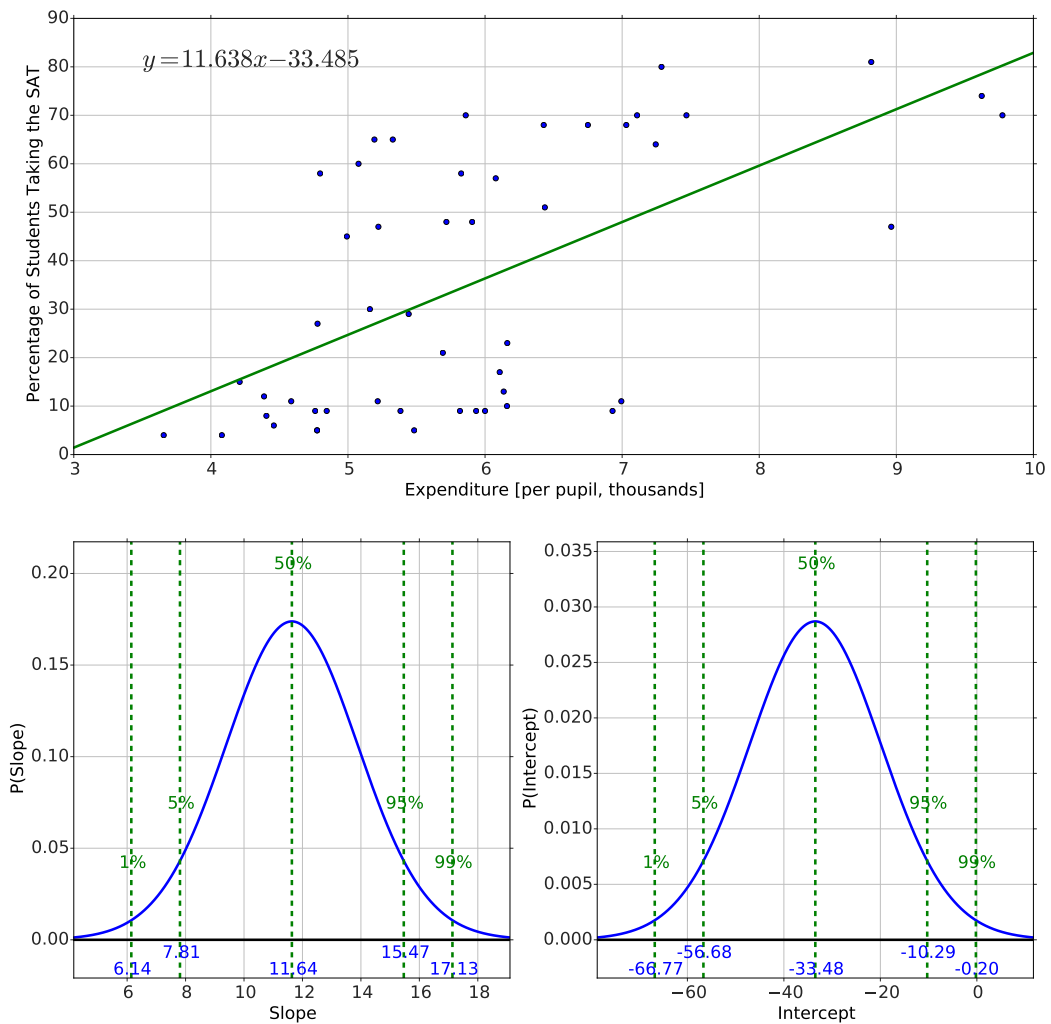 90
80
70
60
50
40
30
20
10
0
Percentage of Students Taking the SAT
y=11.638x−33.485
3 4 5 6 7 8 9 10
Expenditure [per pupil, thousands]
0.20
0.15
0.10
0.05
0.00
P(Slope)
50%
5% 95%
1% 99%
7.81 15.47
6.14 11.64 17.13
6 8 10 12 14 16 18
Slope
0.035
0.030
0.025
0.020
0.015
0.010
0.005
0.000
P(Intercept)
50%
5% 95%
1% 99%
-56.68 -10.29
-66.77 -33.48 -0.20
−60 −40 −20 0
Intercept